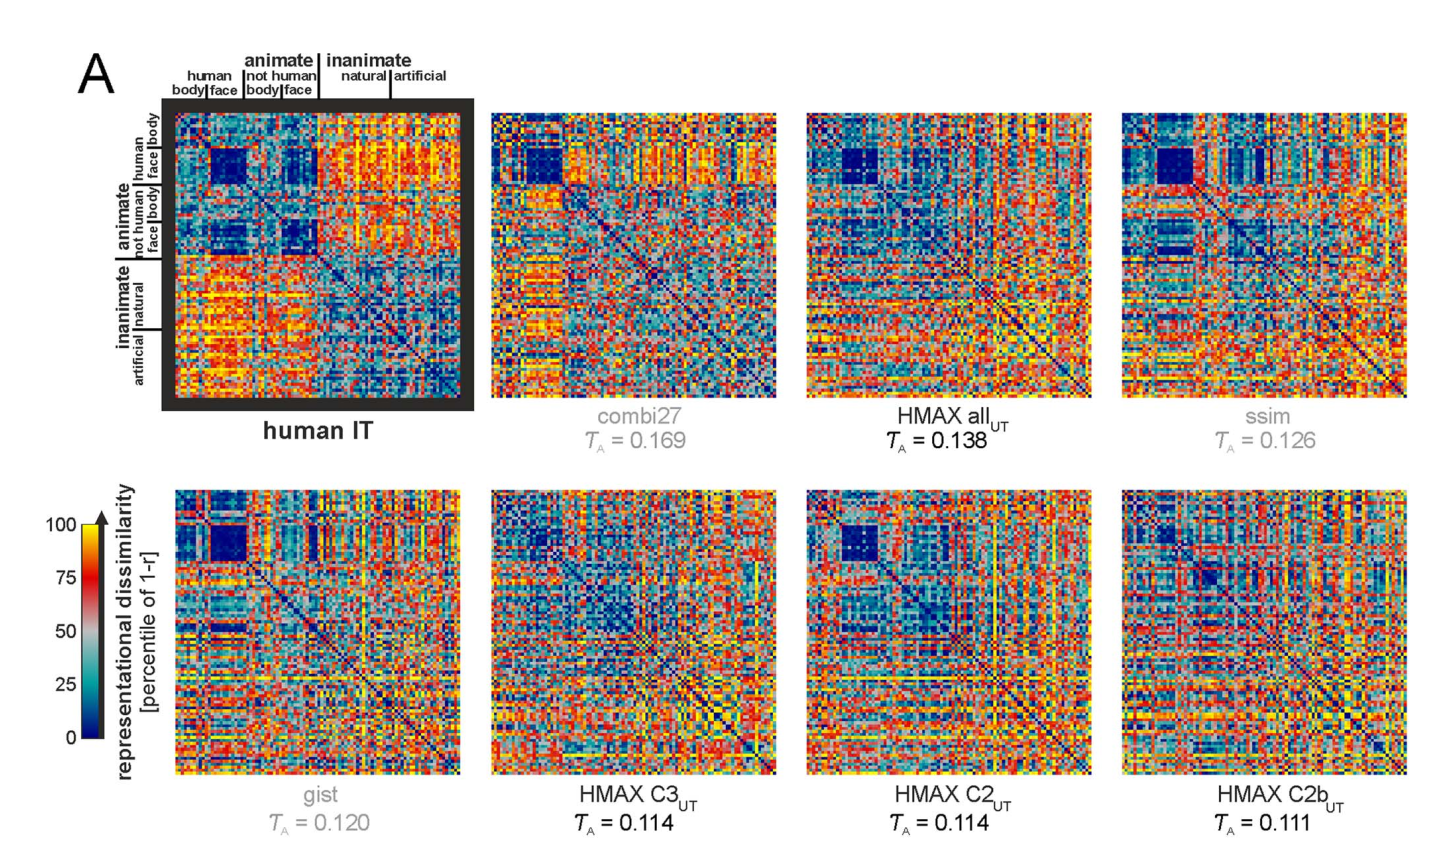 A
animate inanimate
human not human natural artificial
body face body face
animate inanimate
human not human natural artificial
body face body face
human IT
combi27
𝜏A = 0.169
HMAX allUT
𝜏A = 0.138
ssim
𝜏A = 0.126
100
75
50
25
0
representational dissimilarity
[percentile of 1-r]
gist
𝜏A = 0.120
HMAX C3UT
𝜏A = 0.114
HMAX C2UT
𝜏A = 0.114
HMAX C2bUT
𝜏A = 0.111